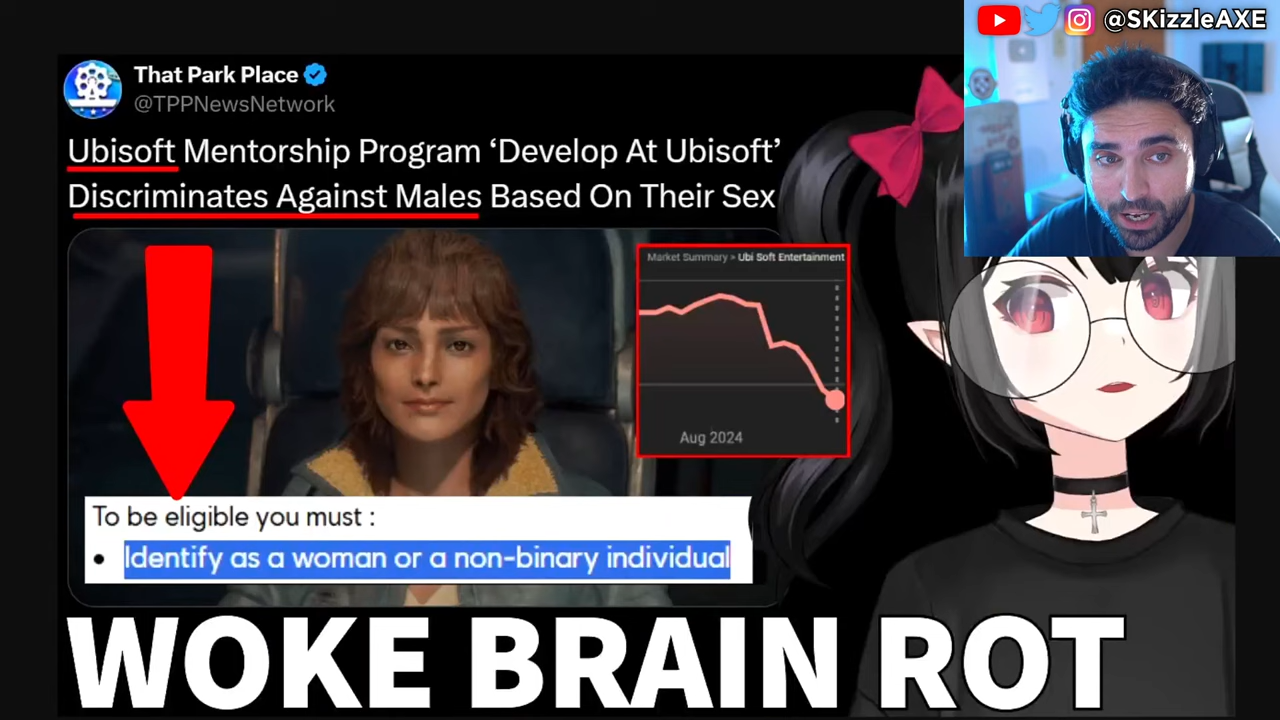 @SKizzleAXE
That Park Place
@TPPNewsNetwork
Ubisoft Mentorship Program ‘Develop At Ubisoft’
Discriminates Against Males Based On Their Sex
Market Summary > Ubi Soft Entertainment
Aug 2024
To be eligible you must :
• Identify as a woman or a non-binary individual
WOKE BRAIN ROT